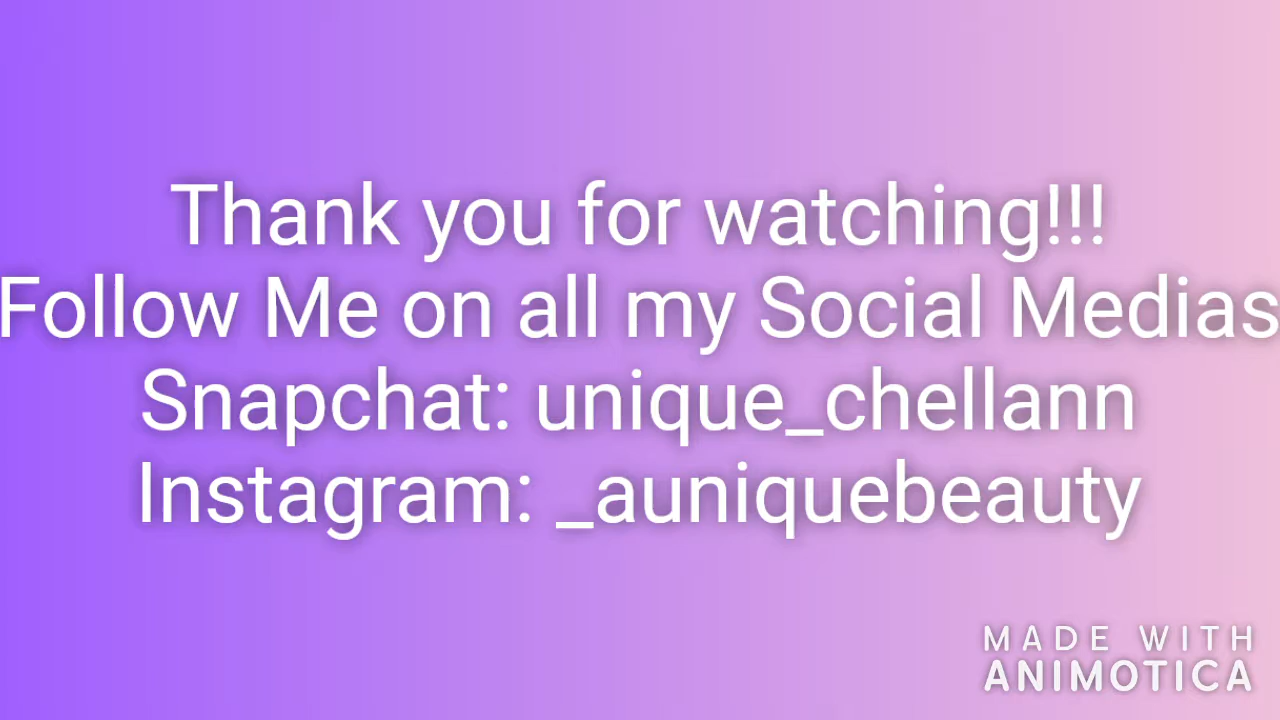 Thank you for watching!!!
Follow Me on all my Social Medias
Snapchat: unique_chellann
Instagram: _auniquebeauty
MADE WITH
ANIMOTICA